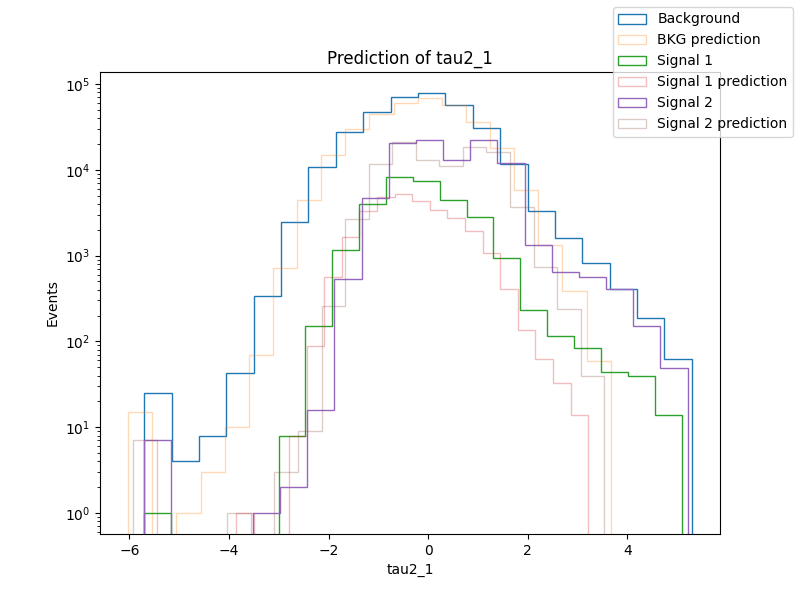 Prediction of tau2_1
Background
BKG prediction
Signal 1
Signal 1 prediction
Signal 2
Signal 2 prediction
Events
10^5
10^4
10^3
10^2
10^1
10^0
−6 −4 −2 0 2 4
tau2_1